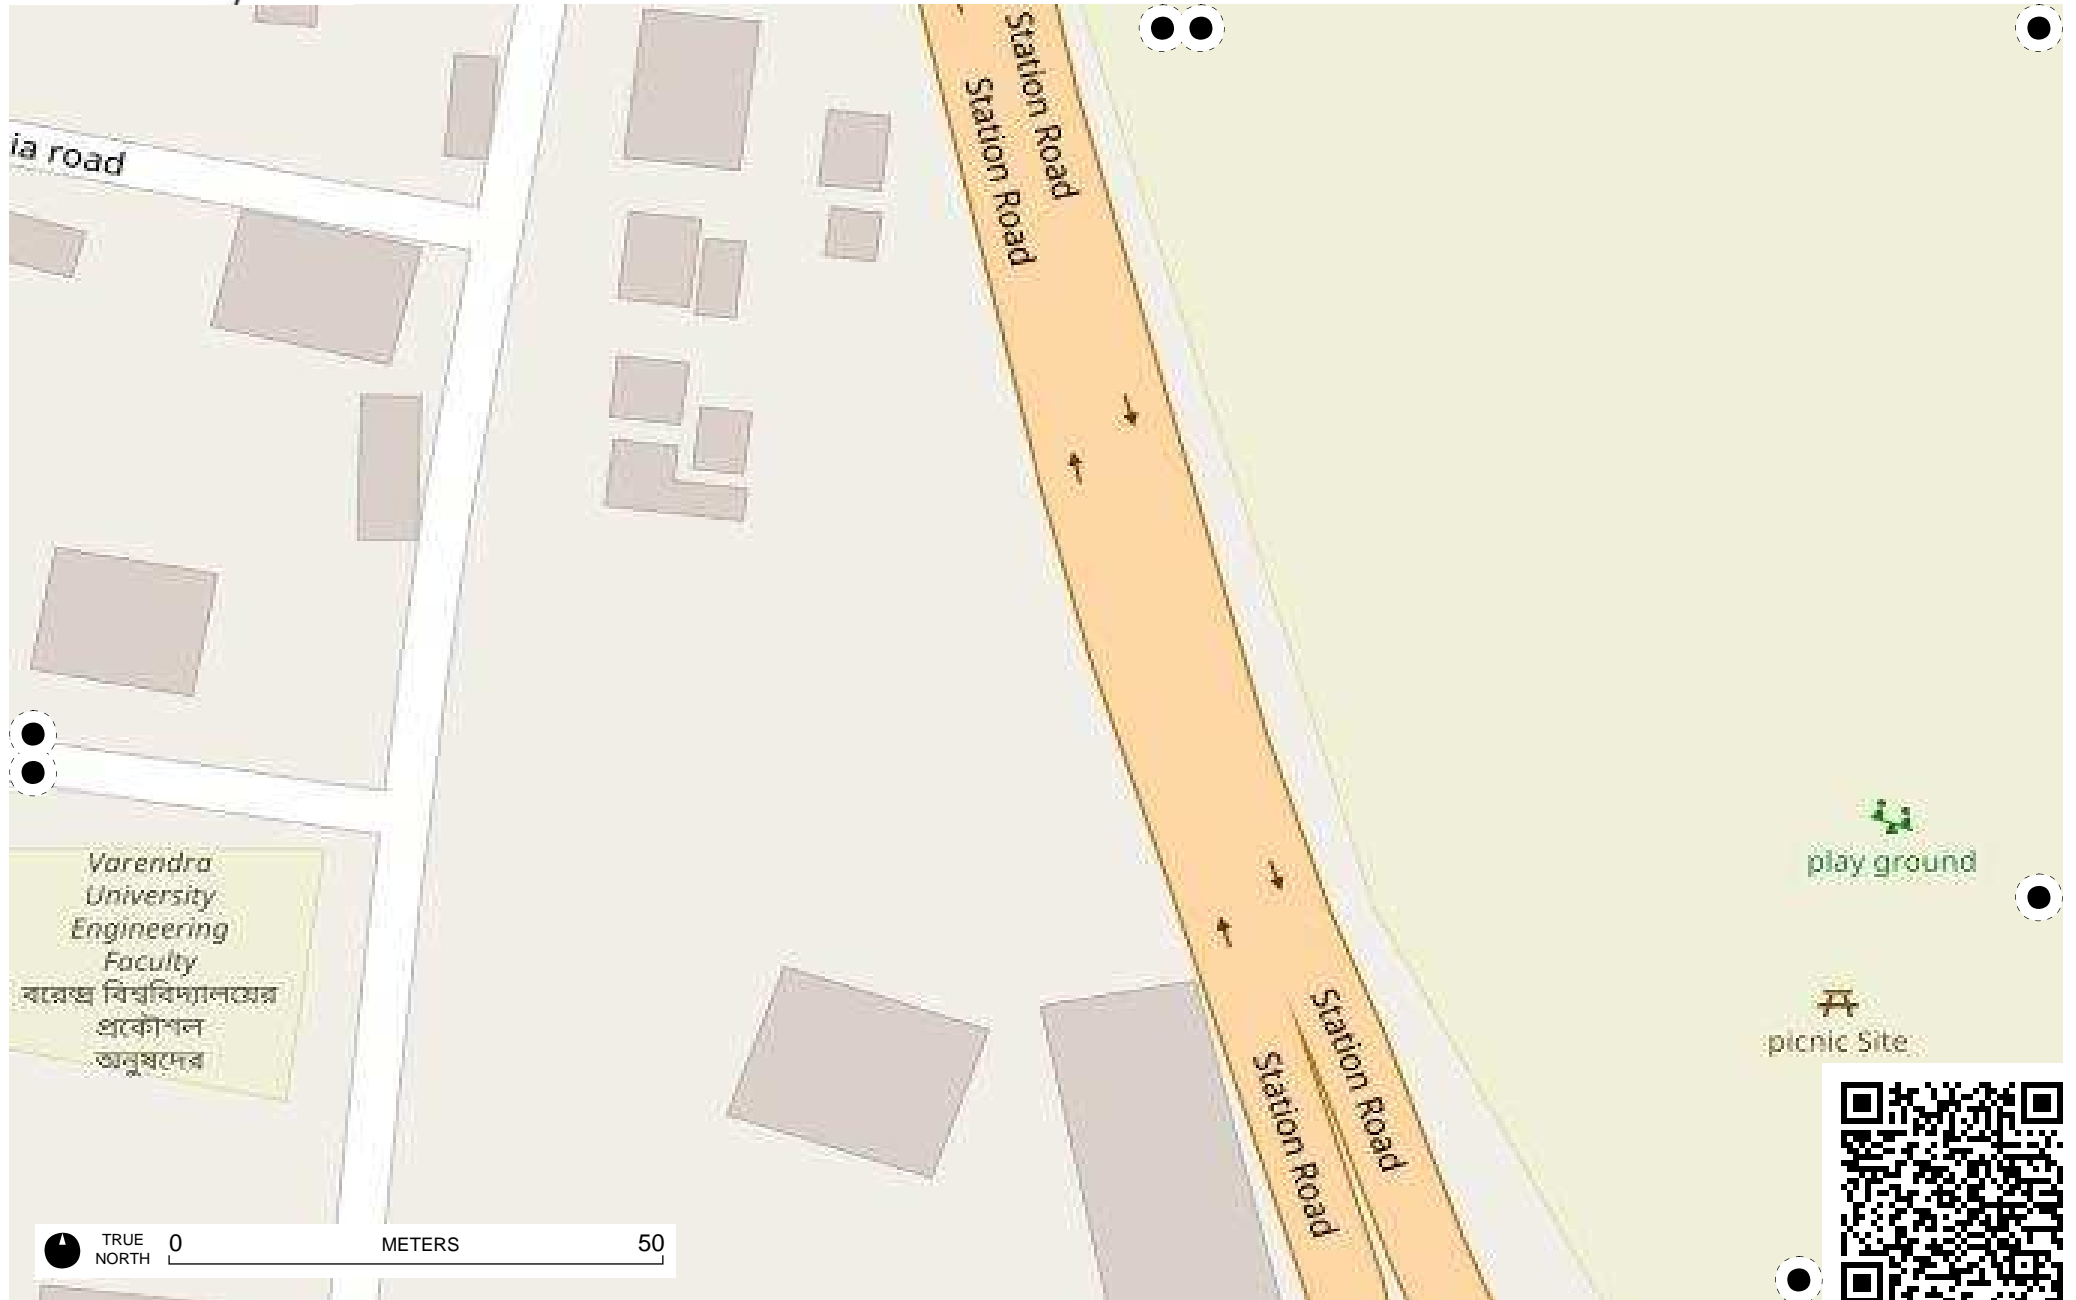 Station Road
Station Road
ia road
play ground
Varendra
University
Engineering
Faculty
বরেন্দ্র বিশ্ববিদ্যালয়ের
প্রকৌশল
অনুষদের
Station Road
Station Road
picnic Site
TRUE
NORTH
0 METERS 50